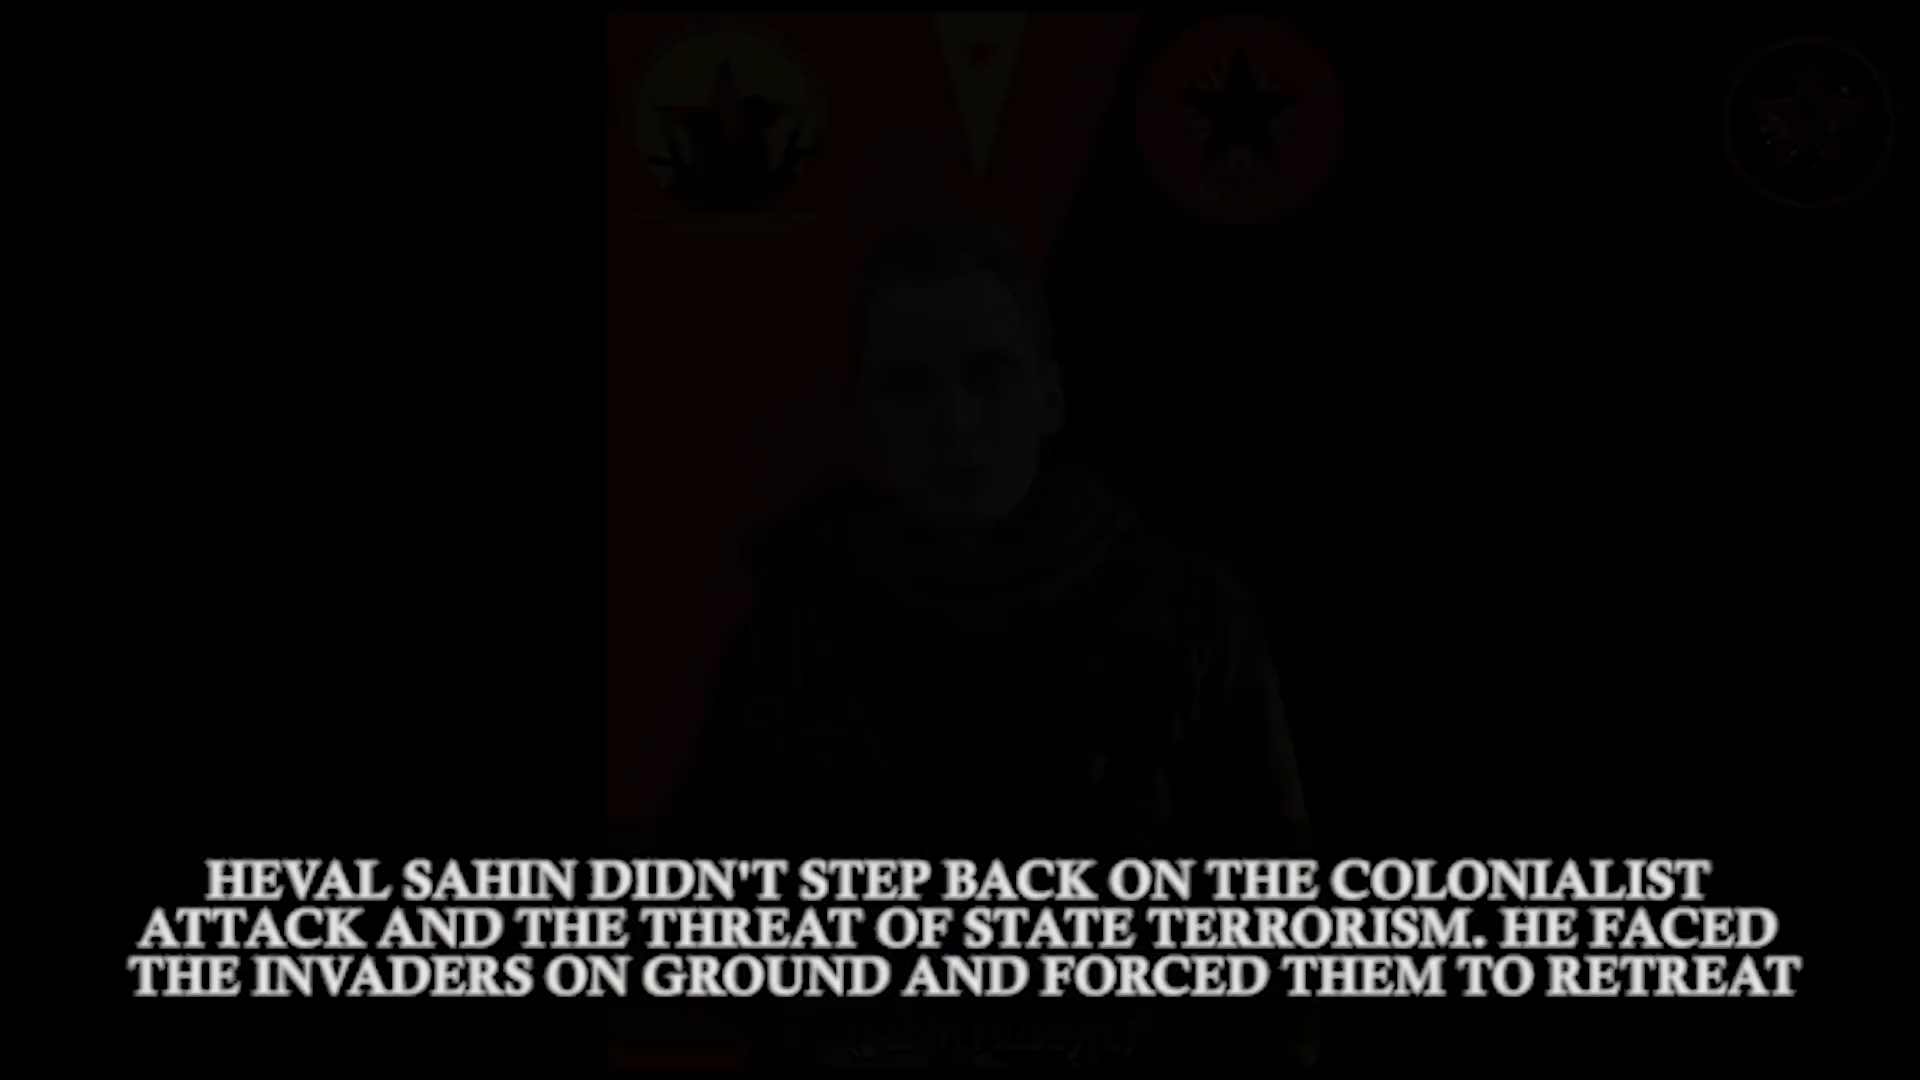 HEVAL SAHIN DIDN'T STEP BACK ON THE COLONIALIST
ATTACK AND THE THREAT OF STATE TERRORISM. HE FACED
THE INVADERS ON GROUND AND FORCED THEM TO RETREAT